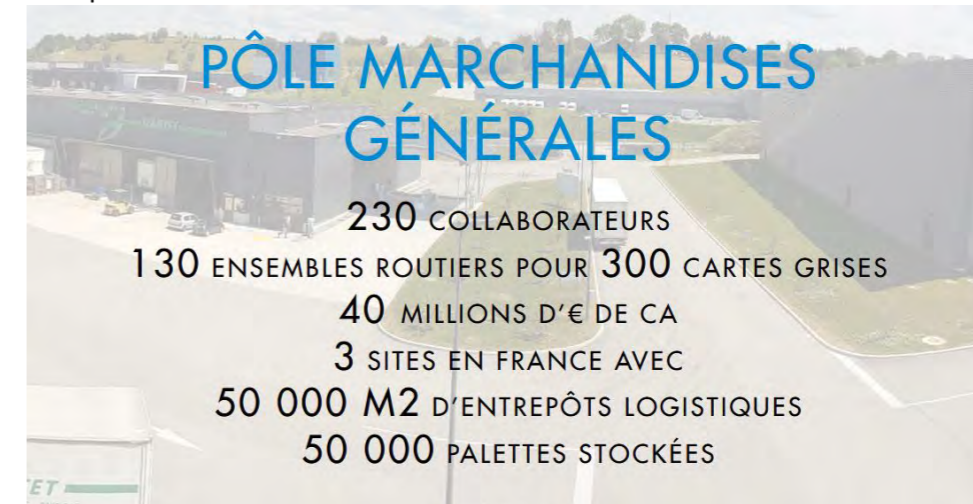 PÔLE MARCHANDISES
GÉNÉRALES
230 COLLABORATEURS
130 ENSEMBLES ROUTIERS POUR 300 CARTES GRISES
40 MILLIONS D'€ DE CA
3 SITES EN FRANCE AVEC
50 000 M2 D'ENTREPÔTS LOGISTIQUES
50 000 PALETTES STOCKÉES